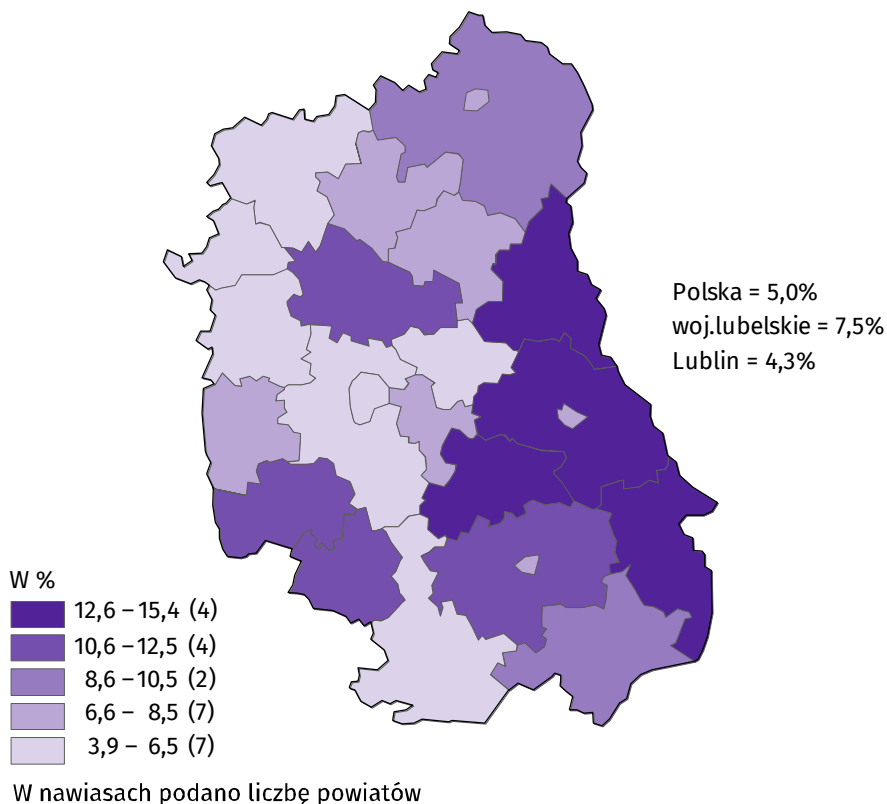 Polska = 5,0%
woj.lubelskie = 7,5%
Lublin = 4,3%
W %
12,6 – 15,4 (4)
10,6 – 12,5 (4)
8,6 – 10,5 (2)
6,6 – 8,5 (7)
3,9 – 6,5 (7)
W nawiasach podano liczbę powiatów